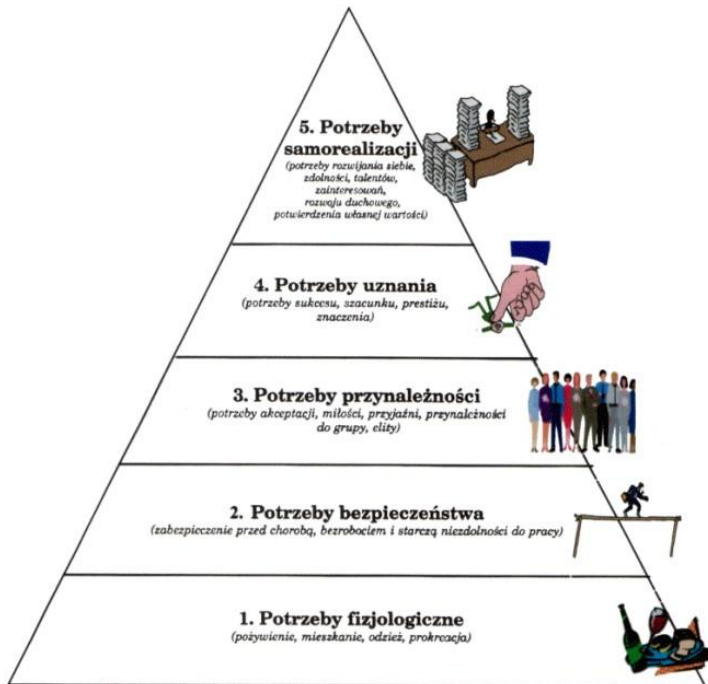 5. Potrzeby
samorealizacji
(potrzeby rozwijania siebie,
zdolności, talentów,
zainteresowań,
rozwoju duchowego,
potwierdzenia własnej wartości)
4. Potrzeby uznania
(potrzeby sukcesu, szacunku, prestiżu,
znaczenia)
3. Potrzeby przynależności
(potrzeby akceptacji, miłości, przyjaźni, przynależności
do grupy, elity)
2. Potrzeby bezpieczeństwa
(zabezpieczenie przed chorobą, bezrobociem i starczą niezdolności do pracy)
1. Potrzeby fizjologiczne
(pożywienie, mieszkanie, odzież, prokreacja)